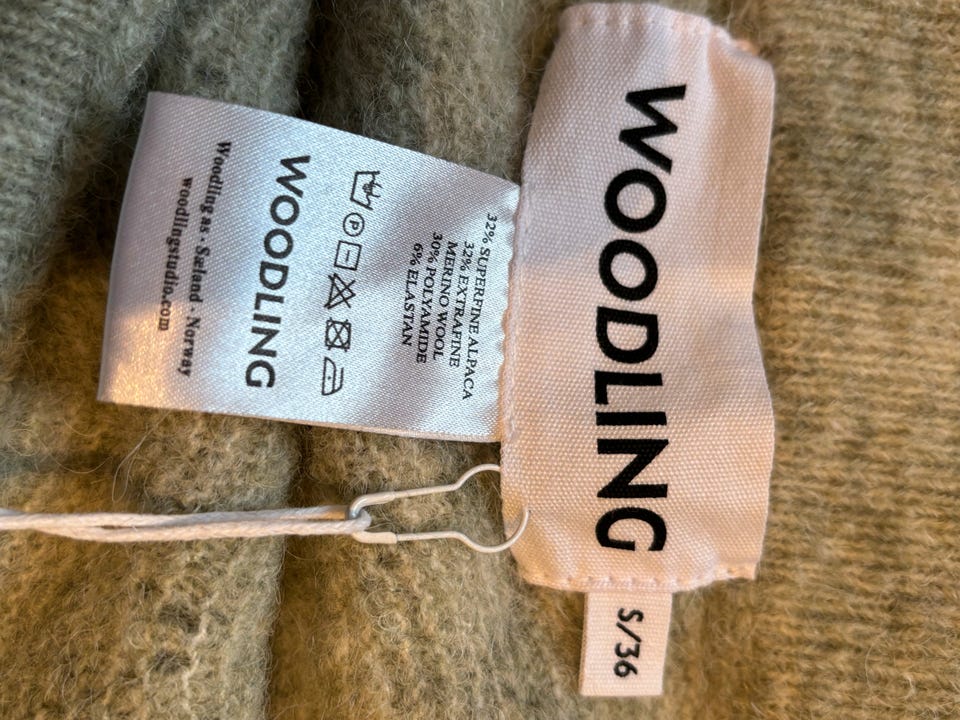 WOODLING
S/36
32% SUPERFINE ALPACA
32% EXTRAFINE
MERINO WOOL
30% POLYAMIDE
6% ELASTAN
P
WOODLING
Woodling as · Sæland · Norway
woodlingstudio.com